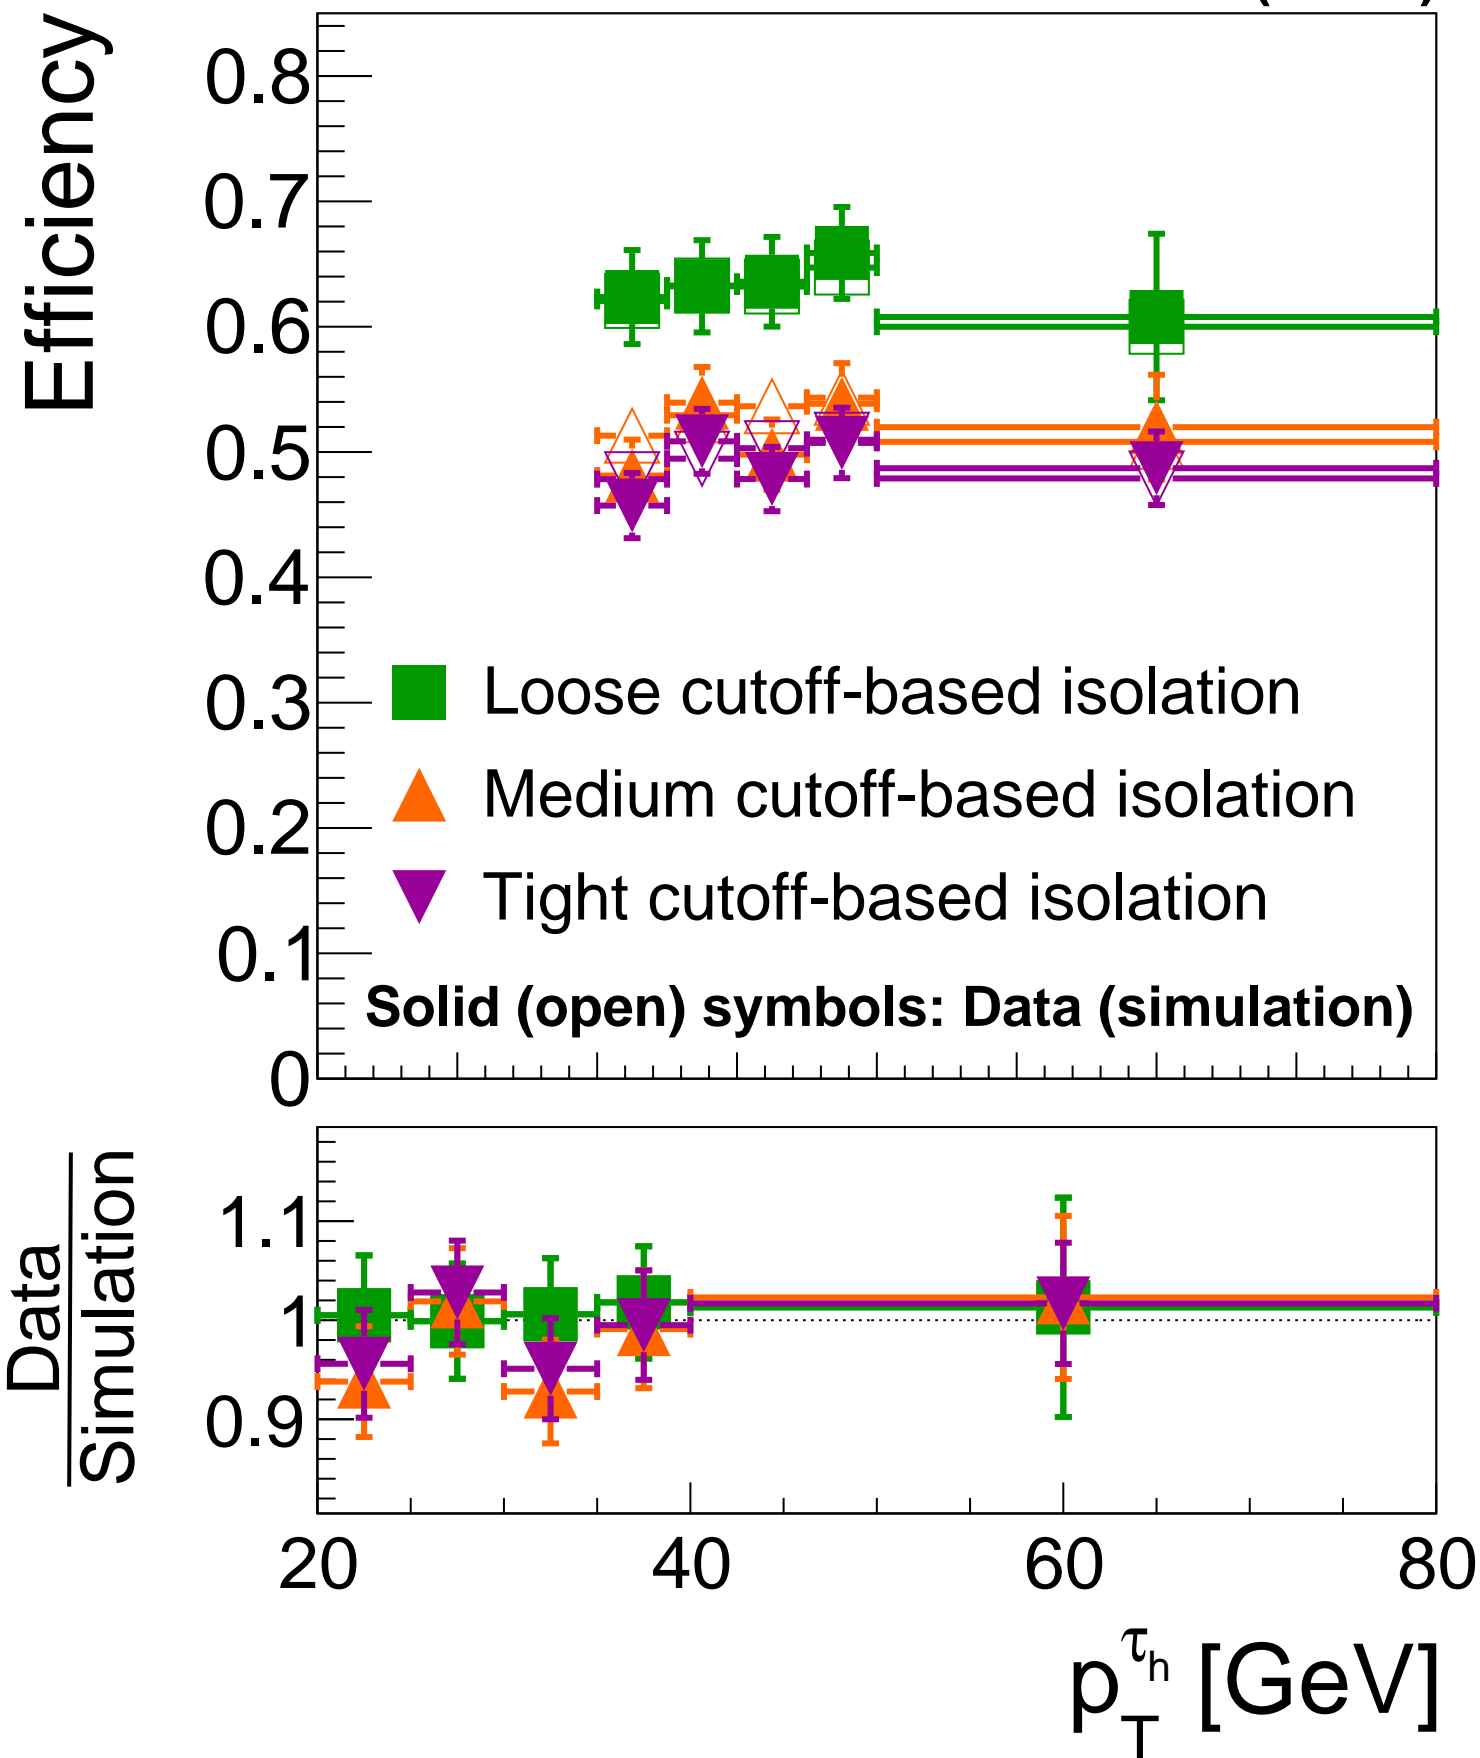 Efficiency
0.8
0.7
0.6
0.5
0.4
0.3
0.2
0.1
0
Loose cutoff-based isolation
Medium cutoff-based isolation
Tight cutoff-based isolation
Solid (open) symbols: Data (simulation)
Data
Simulation
1.1
1
0.9
20 40 60 80
p_T^τ_h [GeV]